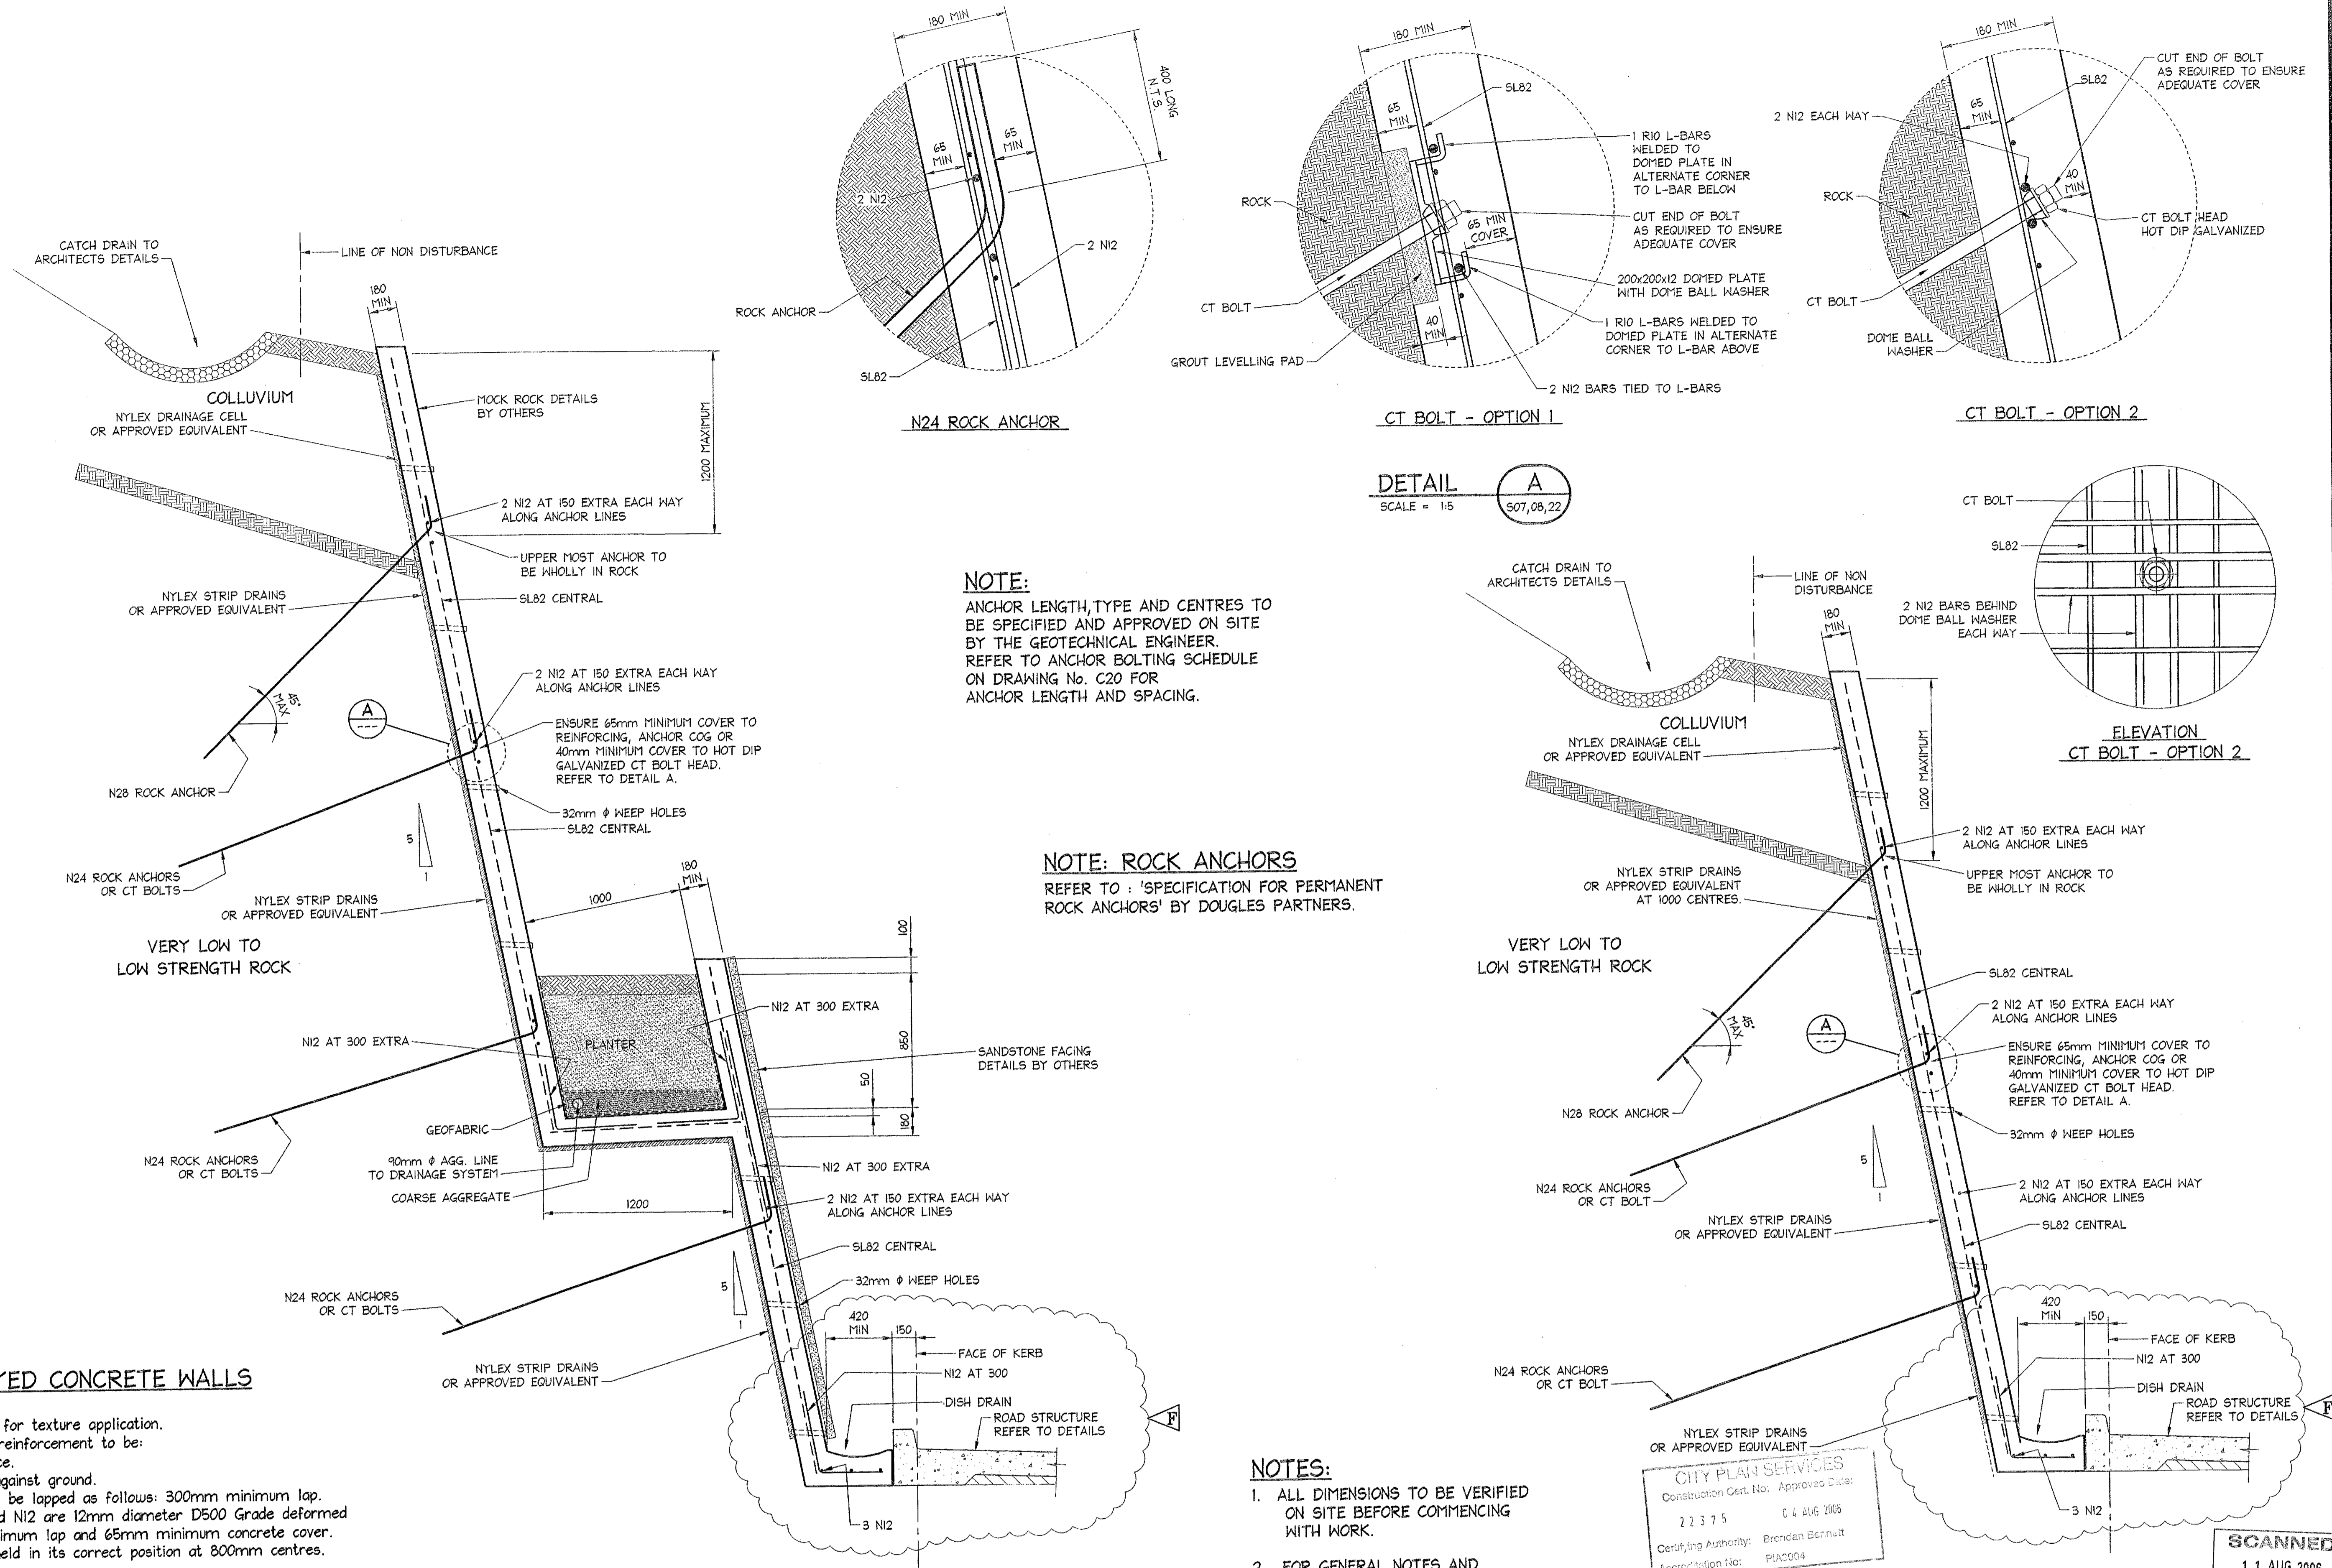 180 MIN
400 LONG
N.T.S.
65
MIN
65
MIN
2 N12
2 N12
ROCK ANCHOR
SL82
N24 ROCK ANCHOR
180 MIN
65
MIN
SL82
1 RIO L-BARS
WELDED TO
DOMED PLATE IN
ALTERNATE CORNER
TO L-BAR BELOW
ROCK
CUT END OF BOLT
AS REQUIRED TO ENSURE
ADEQUATE COVER
65 MIN
COVER
200x200x12 DOMED PLATE
WITH DOME BALL WASHER
CT BOLT
40
MIN
1 RIO L-BARS WELDED TO
DOMED PLATE IN ALTERNATE
CORNER TO L-BAR ABOVE
GROUT LEVELLING PAD
2 N12 BARS TIED TO L-BARS
CT BOLT - OPTION 1
180 MIN
CUT END OF BOLT
AS REQUIRED TO ENSURE
ADEQUATE COVER
SL82
65
MIN
2 N12 EACH WAY
ROCK
40
MIN
CT BOLT HEAD
HOT DIP GALVANIZED
CT BOLT
DOME BALL
WASHER
CT BOLT - OPTION 2
DETAIL
SCALE = 1:5
A
S07,08,22
CT BOLT
SL82
2 N12 BARS BEHIND
DOME BALL WASHER
EACH WAY
ELEVATION
CT BOLT - OPTION 2
CATCH DRAIN TO
ARCHITECTS DETAILS
LINE OF NON DISTURBANCE
180
MIN
COLLUVIUM
NYLEX DRAINAGE CELL
OR APPROVED EQUIVALENT
MOCK ROCK DETAILS
BY OTHERS
1200 MAXIMUM
2 N12 AT 150 EXTRA EACH WAY
ALONG ANCHOR LINES
UPPER MOST ANCHOR TO
BE WHOLLY IN ROCK
NYLEX STRIP DRAINS
OR APPROVED EQUIVALENT
SL82 CENTRAL
2 N12 AT 150 EXTRA EACH WAY
ALONG ANCHOR LINES
45°
MAX
A
ENSURE 65mm MINIMUM COVER TO
REINFORCING, ANCHOR COG OR
40mm MINIMUM COVER TO HOT DIP
GALVANIZED CT BOLT HEAD.
REFER TO DETAIL A.
N28 ROCK ANCHOR
32mm ϕ WEEP HOLES
SL82 CENTRAL
5
1
N24 ROCK ANCHORS
OR CT BOLTS
NYLEX STRIP DRAINS
OR APPROVED EQUIVALENT
1000
180
MIN
VERY LOW TO
LOW STRENGTH ROCK
100
850
50
180
N12 AT 300 EXTRA
N12 AT 300 EXTRA
PLANTER
SANDSTONE FACING
DETAILS BY OTHERS
GEOFABRIC
N24 ROCK ANCHORS
OR CT BOLTS
90mm ϕ AGG. LINE
TO DRAINAGE SYSTEM
COARSE AGGREGATE
N12 AT 300 EXTRA
1200
2 N12 AT 150 EXTRA EACH WAY
ALONG ANCHOR LINES
SL82 CENTRAL
5
1
32mm ϕ WEEP HOLES
N24 ROCK ANCHORS
OR CT BOLTS
420
MIN
150
FACE OF KERB
N12 AT 300
NYLEX STRIP DRAINS
OR APPROVED EQUIVALENT
DISH DRAIN
ROAD STRUCTURE
REFER TO DETAILS
F
3 N12
NOTE:
ANCHOR LENGTH, TYPE AND CENTRES TO
BE SPECIFIED AND APPROVED ON SITE
BY THE GEOTECHNICAL ENGINEER.
REFER TO ANCHOR BOLTING SCHEDULE
ON DRAWING No. C20 FOR
ANCHOR LENGTH AND SPACING.
NOTE: ROCK ANCHORS
REFER TO : 'SPECIFICATION FOR PERMANENT
ROCK ANCHORS' BY DOUGLES PARTNERS.
CATCH DRAIN TO
ARCHITECTS DETAILS
LINE OF NON
DISTURBANCE
180
MIN
COLLUVIUM
NYLEX DRAINAGE CELL
OR APPROVED EQUIVALENT
1200 MAXIMUM
2 N12 AT 150 EXTRA EACH WAY
ALONG ANCHOR LINES
NYLEX STRIP DRAINS
OR APPROVED EQUIVALENT
AT 1000 CENTRES.
UPPER MOST ANCHOR TO
BE WHOLLY IN ROCK
VERY LOW TO
LOW STRENGTH ROCK
SL82 CENTRAL
2 N12 AT 150 EXTRA EACH WAY
ALONG ANCHOR LINES
45°
MAX
A
ENSURE 65mm MINIMUM COVER TO
REINFORCING, ANCHOR COG OR
40mm MINIMUM COVER TO HOT DIP
GALVANIZED CT BOLT HEAD.
REFER TO DETAIL A.
N28 ROCK ANCHOR
32mm ϕ WEEP HOLES
5
1
N24 ROCK ANCHORS
OR CT BOLT
2 N12 AT 150 EXTRA EACH WAY
ALONG ANCHOR LINES
NYLEX STRIP DRAINS
OR APPROVED EQUIVALENT
SL82 CENTRAL
420
MIN
150
FACE OF KERB
N12 AT 300
N24 ROCK ANCHORS
OR CT BOLT
DISH DRAIN
ROAD STRUCTURE
REFER TO DETAILS
F
NYLEX STRIP DRAINS
OR APPROVED EQUIVALENT
3 N12
YED CONCRETE WALLS
for texture application.
reinforcement to be:
ce.
gainst ground.
be lapped as follows: 300mm minimum lap.
d N12 are 12mm diameter D500 Grade deformed
imum lap and 65mm minimum concrete cover.
eld in its correct position at 800mm centres.
NOTES:
1. ALL DIMENSIONS TO BE VERIFIED
ON SITE BEFORE COMMENCING
WITH WORK.
2. FOR GENERAL NOTES AND
CITY PLAN SERVICES
Construction Cert. No: Approved Date:
22375 04 AUG 2006
Certifying Authority: Brendan Bennett
Accreditation No: PIA2004
SCANNED
11 AUG 2006